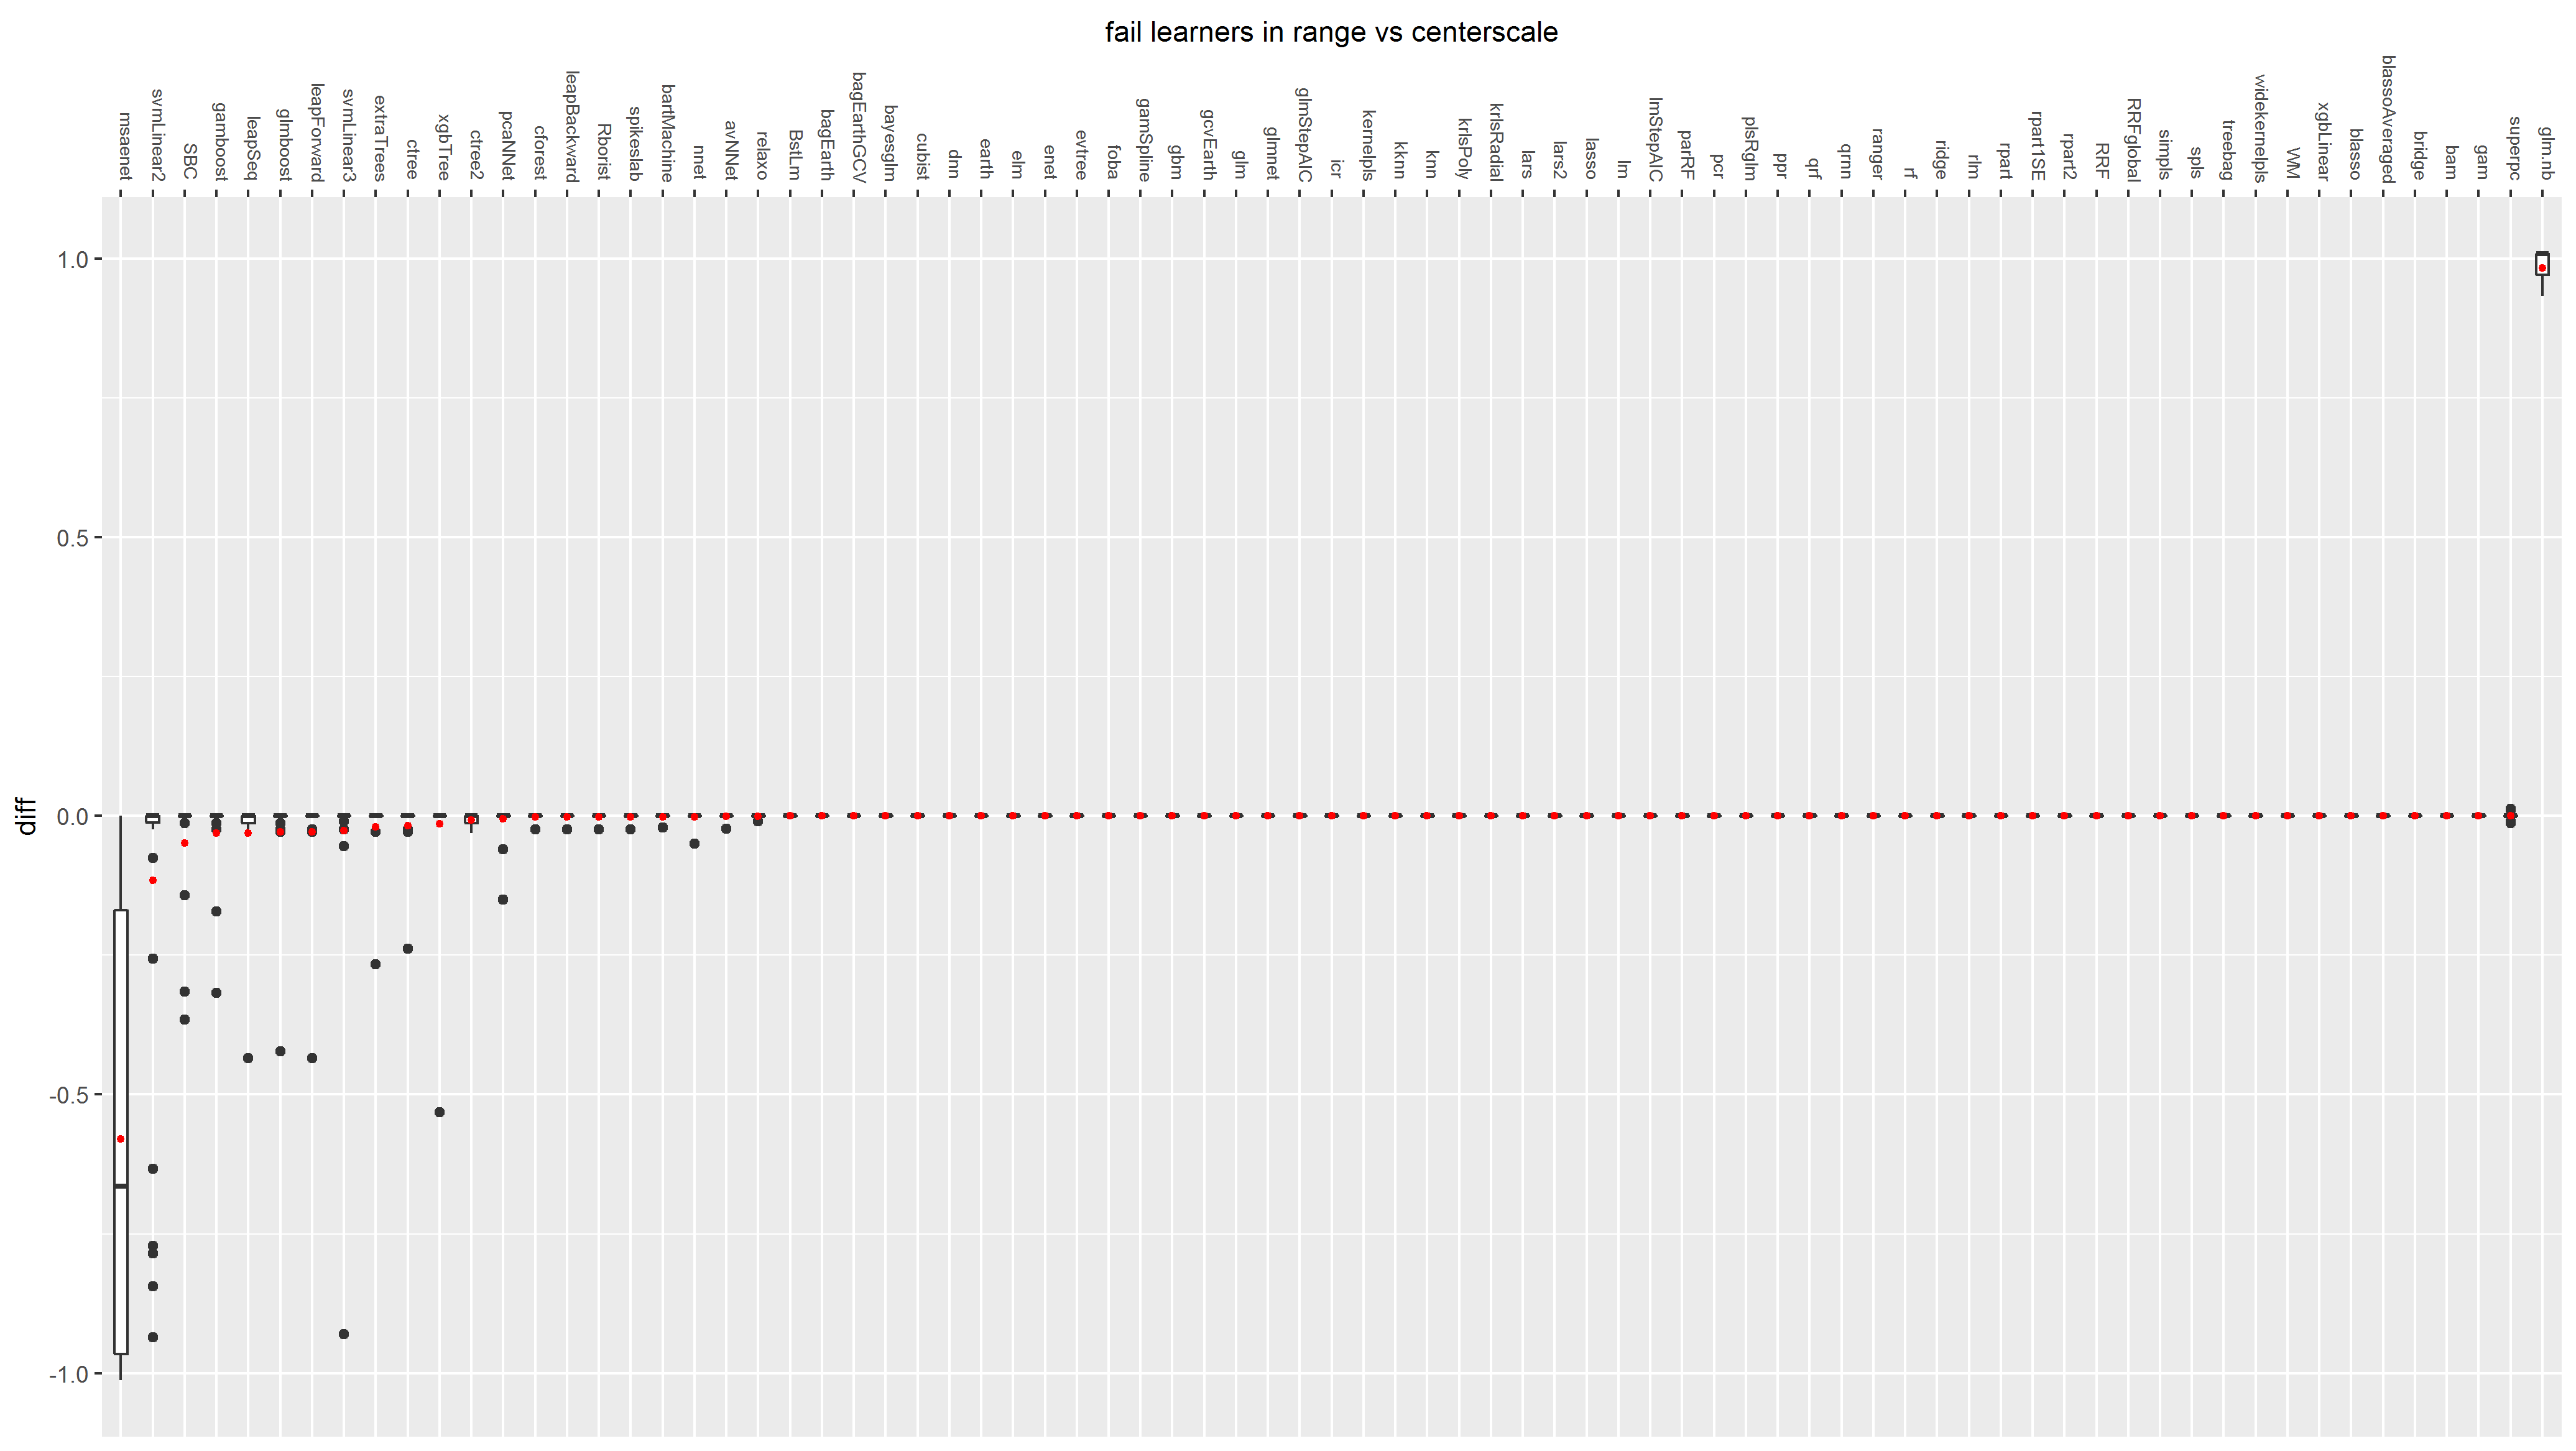 fail learners in range vs centerscale
msaenet
svmLinear2
SBC
gamboost
leapSeq
glmboost
leapForward
svmLinear3
extraTrees
ctree
xgbTree
ctree2
pcaNNet
cforest
leapBackward
Rborist
spikeslab
bartMachine
nnet
avNNet
relaxo
BstLm
bagEarth
bagEarthGCV
bayesglm
cubist
dnn
earth
elm
enet
evtree
foba
gamSpline
gbm
gcvEarth
glm
glmnet
glmStepAIC
icr
kernelpls
kknn
knn
krlsPoly
krlsRadial
lars
lars2
lasso
lm
lmStepAIC
parRF
pcr
plsRglm
ppr
qrf
qrnn
ranger
rf
ridge
rlm
rpart
rpart1SE
rpart2
RRF
RRFglobal
simpls
spls
treebag
widekernelpls
WM
xgbLinear
blasso
blassoAveraged
bridge
bam
gam
superpc
glm.nb
1.0
0.5
0.0
-0.5
-1.0
diff